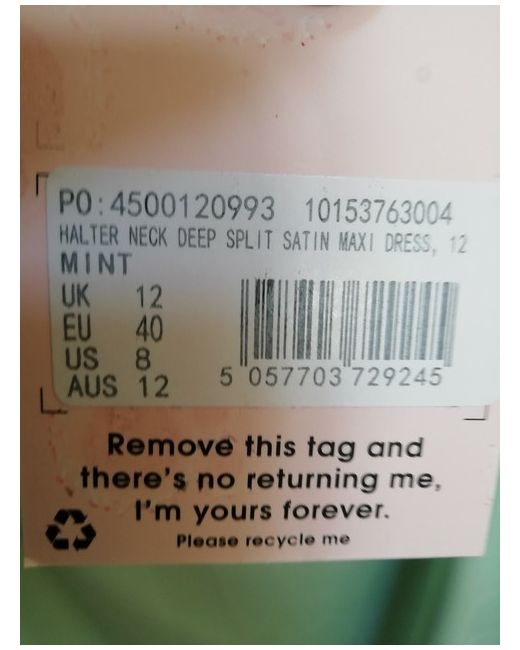 PO:4500120993 10153763004
HALTER NECK DEEP SPLIT SATIN MAXI DRESS, 12
MINT
UK 12
EU 40
US 8
AUS 12
5 057703 729245
Remove this tag and
there's no returning me,
I'm yours forever.
Please recycle me